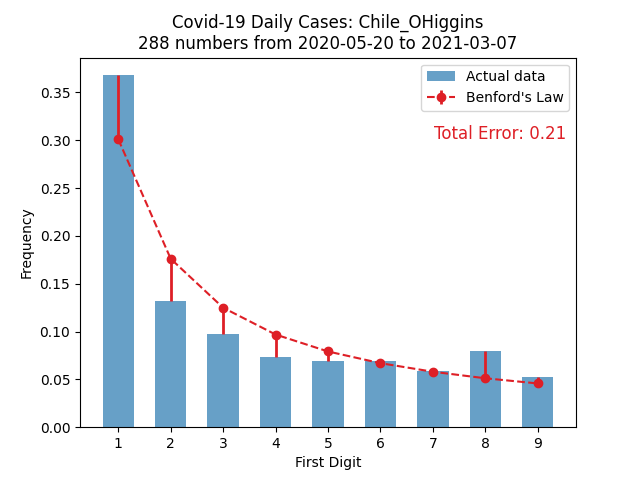 Covid-19 Daily Cases: Chile_OHiggins
288 numbers from 2020-05-20 to 2021-03-07
Actual data
Benford's Law
Total Error: 0.21
Frequency
0.35
0.30
0.25
0.20
0.15
0.10
0.05
0.00
1 2 3 4 5 6 7 8 9
First Digit